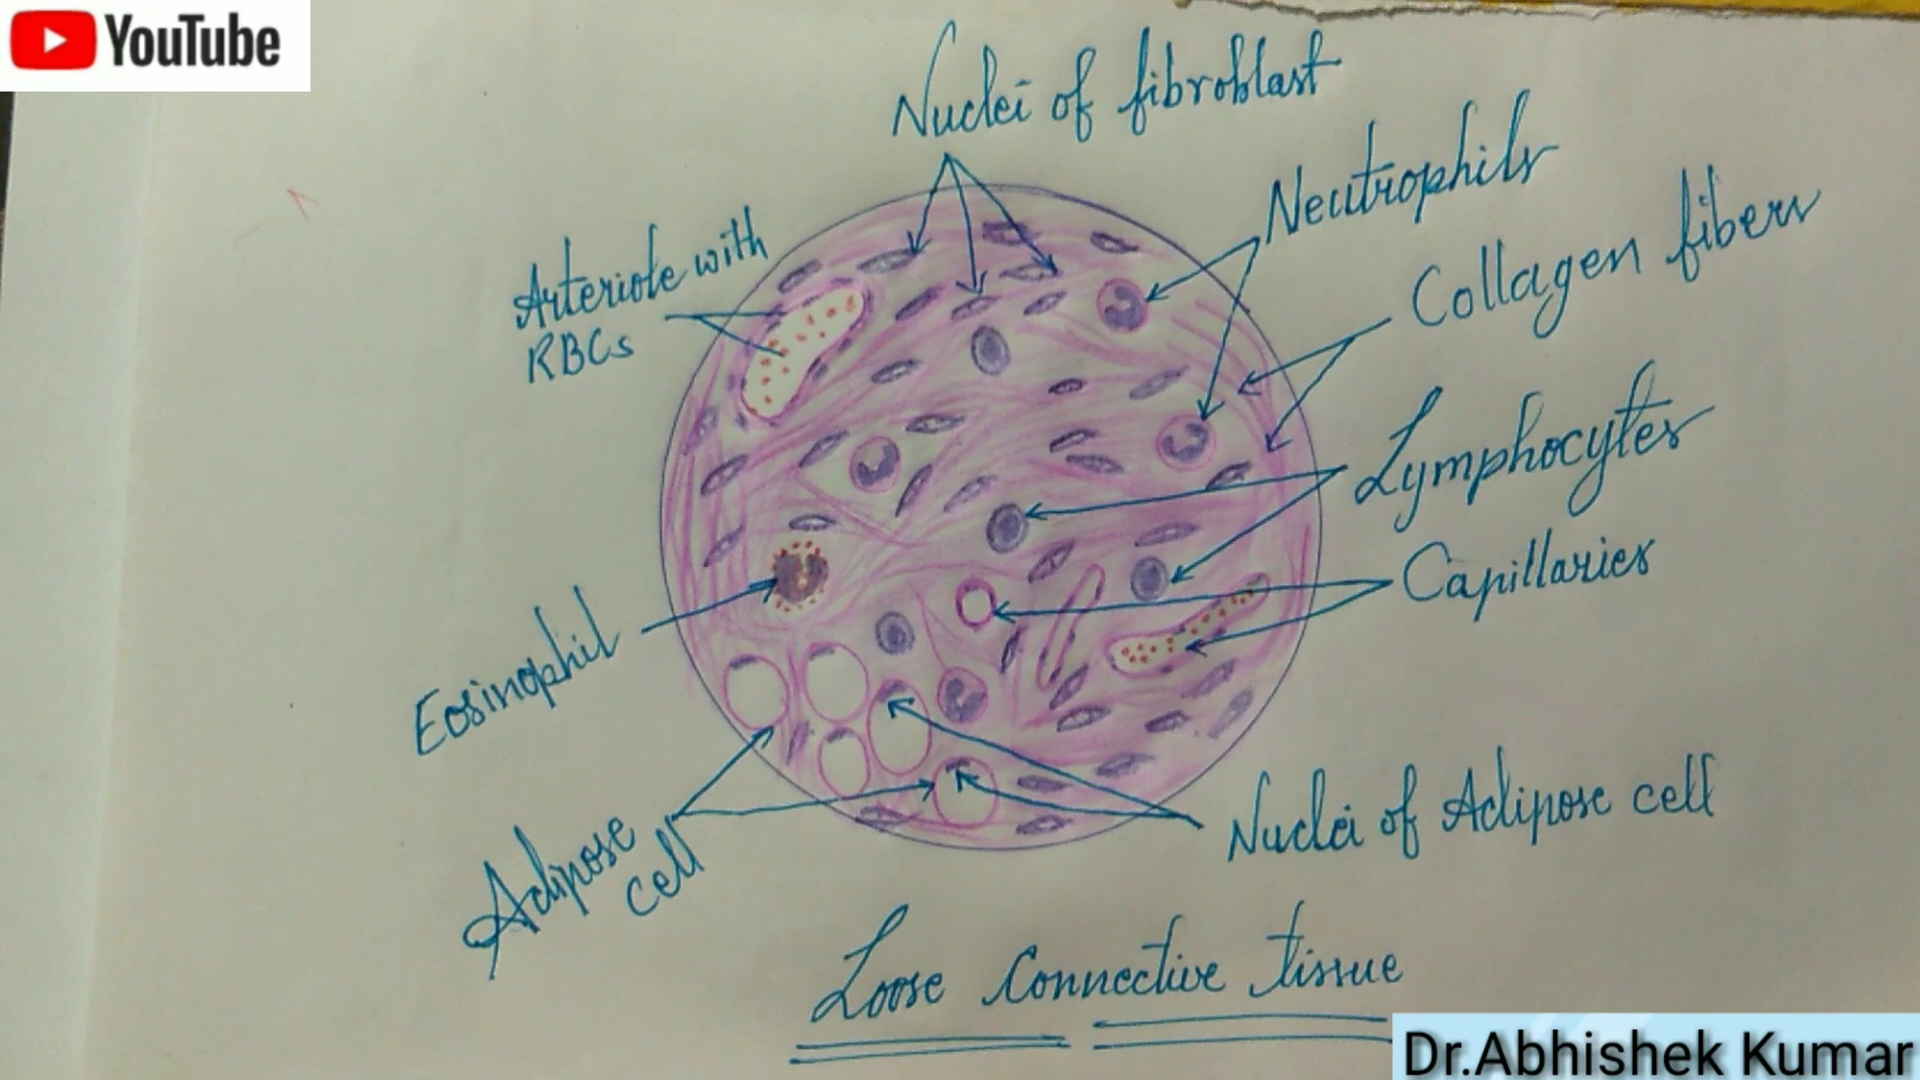 YouTube
Nuclei of fibroblast
Neutrophils
Collagen fibers
Arteriole with
RBCs
Lymphocytes
Capillaries
Eosinophil
Adipose
cell
Nuclei of Adipose cell
Loose Connective tissue
Dr.Abhishek Kumar